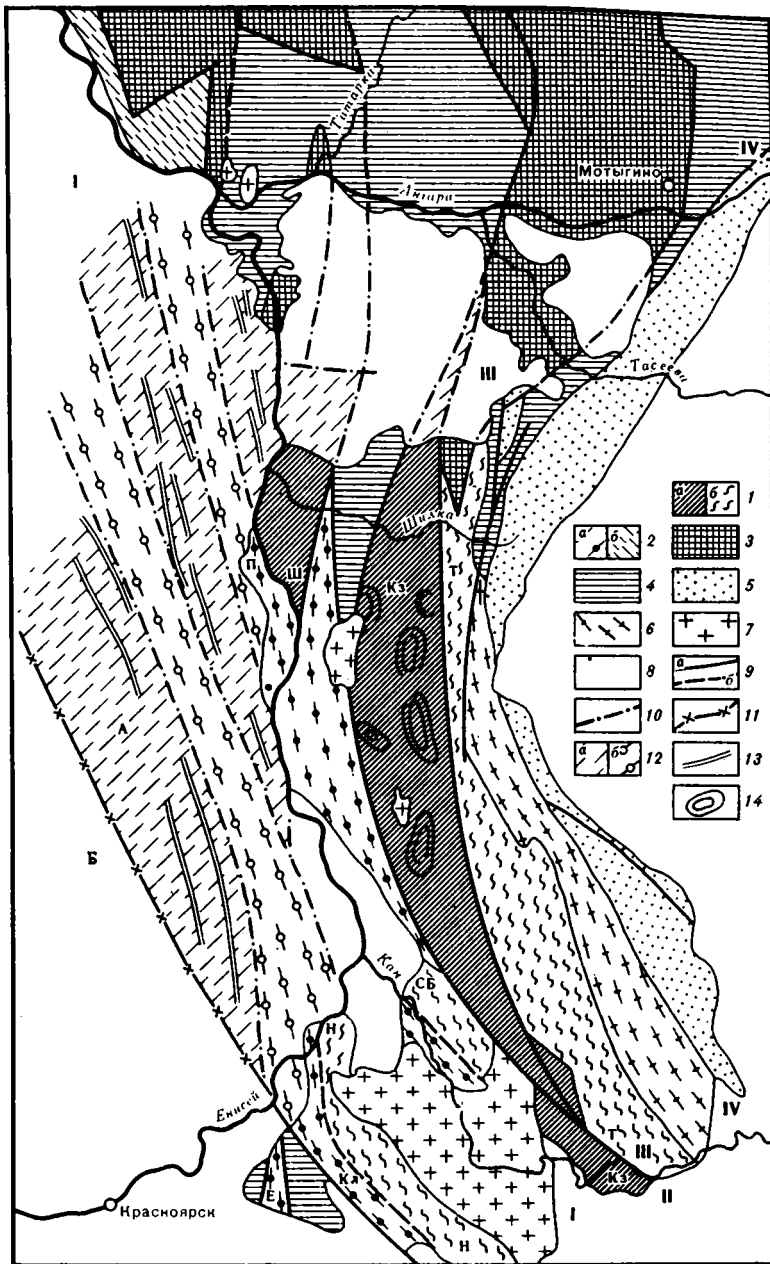 Татарка
IV
I
Мотыгино
Ангара
III
Тасеева
а б 1
а б 2
3
Шилка
4
5
П
Ш
Кз
Т
6
7
8
а б 9
10
11
А
а б 12
13
Б
14
Кан
СБ
Н
Енисей
IV
Т
III
Е
Кл
Кз
II
Красноярск
I
Н